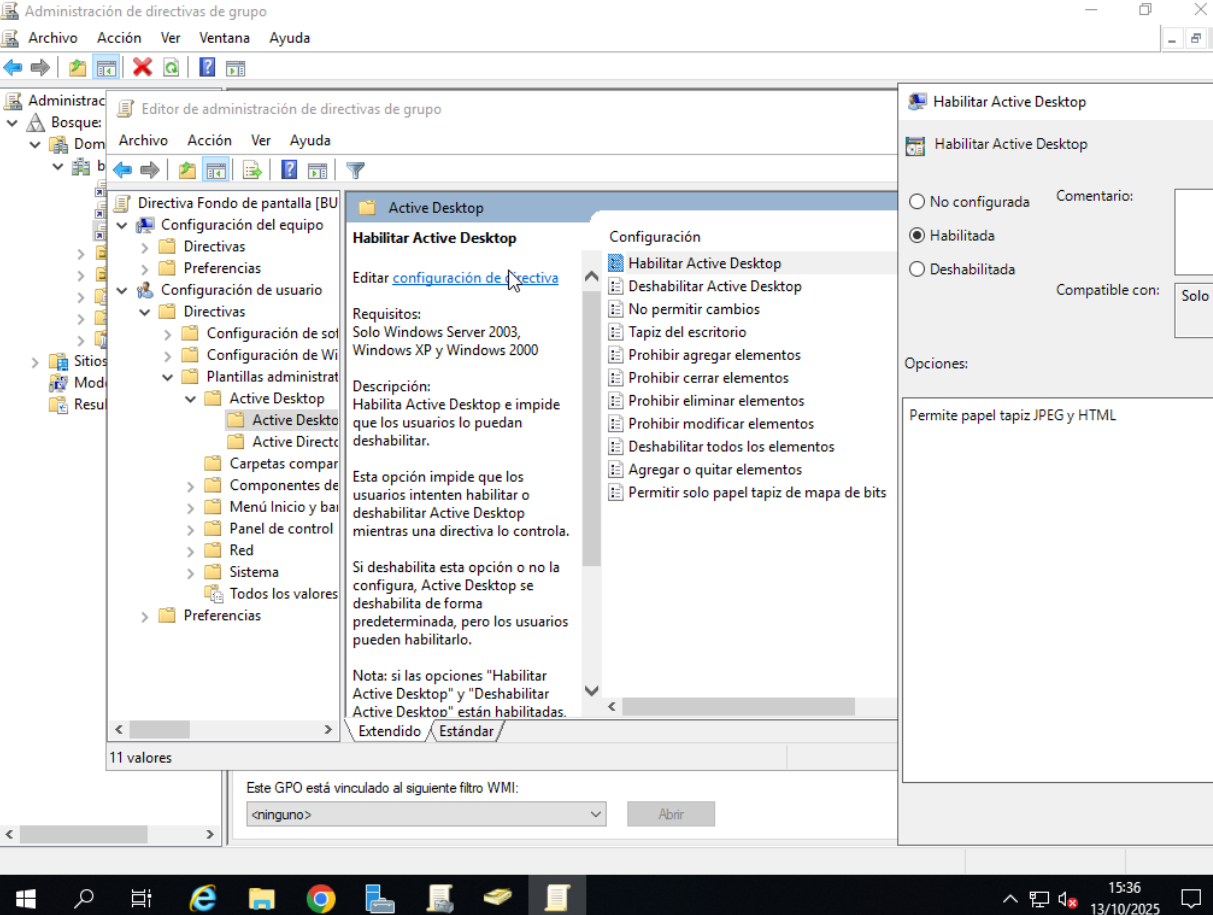 Administración de directivas de grupo
Archivo Acción Ver Ventana Ayuda
Administrac
Bosque:
Dom
b
Sitios
Mode
Resul
Editor de administración de directivas de grupo
Archivo Acción Ver Ayuda
Directiva Fondo de pantalla [BU
Configuración del equipo
Directivas
Preferencias
Configuración de usuario
Directivas
Configuración de sof
Configuración de Wi
Plantillas administrat
Active Desktop
Active Deskto
Active Directo
Carpetas compar
Componentes de
Menú Inicio y bar
Panel de control
Red
Sistema
Todos los valores
Preferencias
Active Desktop
Habilitar Active Desktop
Editar configuración de directiva
Requisitos:
Solo Windows Server 2003,
Windows XP y Windows 2000
Descripción:
Habilita Active Desktop e impide
que los usuarios lo puedan
deshabilitar.
Esta opción impide que los
usuarios intenten habilitar o
deshabilitar Active Desktop
mientras una directiva lo controla.
Si deshabilita esta opción o no la
configura, Active Desktop se
deshabilita de forma
predeterminada, pero los usuarios
pueden habilitarlo.
Nota: si las opciones "Habilitar
Active Desktop" y "Deshabilitar
Active Desktop" están habilitadas,
Configuración
Habilitar Active Desktop
Deshabilitar Active Desktop
No permitir cambios
Tapiz del escritorio
Prohibir agregar elementos
Prohibir cerrar elementos
Prohibir eliminar elementos
Prohibir modificar elementos
Deshabilitar todos los elementos
Agregar o quitar elementos
Permitir solo papel tapiz de mapa de bits
Extendido Estándar
11 valores
Este GPO está vinculado al siguiente filtro WMI:
<ninguno> Abrir
Habilitar Active Desktop
Habilitar Active Desktop
No configurada Comentario:
Habilitada
Deshabilitada
Compatible con: Solo
Opciones:
Permite papel tapiz JPEG y HTML
15:36
13/10/2025